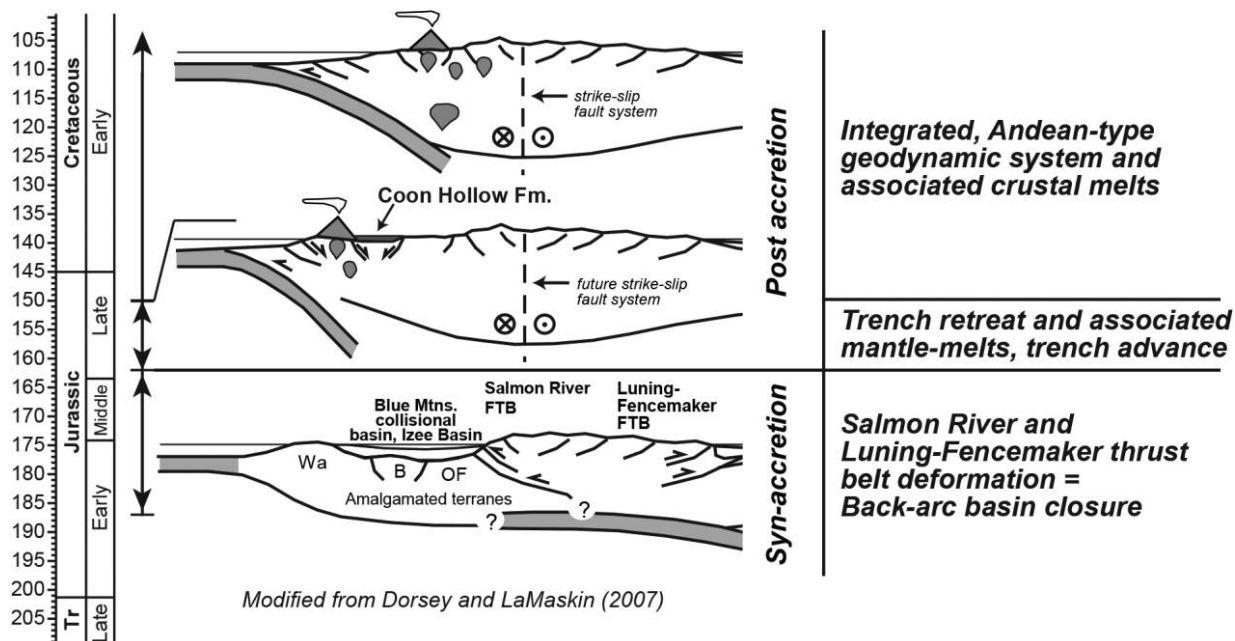 105
110
115
120
125
130
135
140
145
150
155
160
165
170
175
180
185
190
195
200
205
Cretaceous
Early
Jurassic
Late
Middle
Early
Tr
Late
strike-slip
fault system
Coon Hollow Fm.
future strike-slip
fault system
Blue Mtns.
collisional
basin, Izee Basin
Salmon River
FTB
Luning-
Fencemaker
FTB
Wa
B
OF
Amalgamated terranes
?
?
Modified from Dorsey and LaMaskin (2007)
Post accretion
Syn-accretion
Integrated, Andean-type
geodynamic system and
associated crustal melts
Trench retreat and associated
mantle-melts, trench advance
Salmon River and
Luning-Fencemaker thrust
belt deformation =
Back-arc basin closure